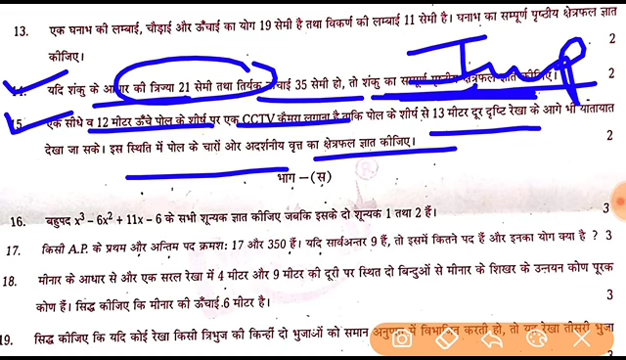 13. एक घनाभ की लम्बाई, चौड़ाई और ऊँचाई का योग 19 सेमी है तथा विकर्ण की लम्बाई 11 सेमी है। घनाभ का सम्पूर्ण पृष्ठीय क्षेत्रफल ज्ञात
कीजिए। 2
यदि शंकु के आधार की त्रिज्या 21 सेमी तथा तिर्यक ऊँचाई 35 सेमी हो, तो शंकु का सम्पूर्ण पृष्ठीय क्षेत्रफल ज्ञात कीजिए। 2
Imp
15. एक सीधे व 12 मीटर ऊँचे पोल के शीर्ष पर एक CCTV कैमरा लगाना है ताकि पोल के शीर्ष से 13 मीटर दूर दृष्टि रेखा के आगे भी यातायात
देखा जा सके। इस स्थिति में पोल के चारों ओर अदर्शनीय वृत्त का क्षेत्रफल ज्ञात कीजिए। 2
भाग –(स)
16. बहुपद x³ – 6x² + 11x – 6 के सभी शून्यक ज्ञात कीजिए जबकि इसके दो शून्यक 1 तथा 2 हैं। 3
17. किसी A.P. के प्रथम और अन्तिम पद क्रमशः 17 और 350 हैं। यदि सार्वअन्तर 9 हैं, तो इसमें कितने पद हैं और इनका योग क्या है ? 3
18. मीनार के आधार से और एक सरल रेखा में 4 मीटर और 9 मीटर की दूरी पर स्थित दो बिन्दुओं से मीनार के शिखर के उन्नयन कोण पूरक
कोण हैं। सिद्ध कीजिए कि मीनार की ऊँचाई 6 मीटर है। 3
19. सिद्ध कीजिए कि यदि कोई रेखा किसी त्रिभुज की किन्हीं दो भुजाओं को समान अनुपात में विभाजित करती हो, तो यह रेखा तीसरी भुजा